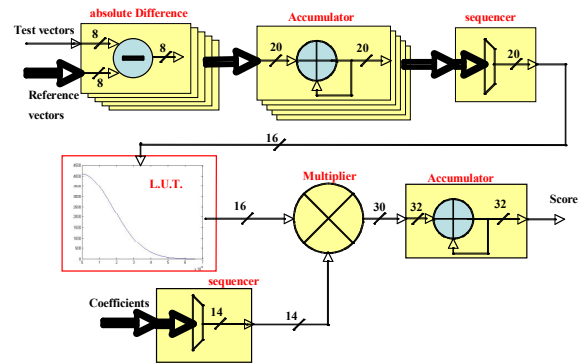 absolute Difference
Accumulator
sequencer
Test vectors
8
8
8
Reference
vectors
20
20
20
16
L.U.T.
Multiplier
Accumulator
16
30
32
32
Score
sequencer
Coefficients
14
14